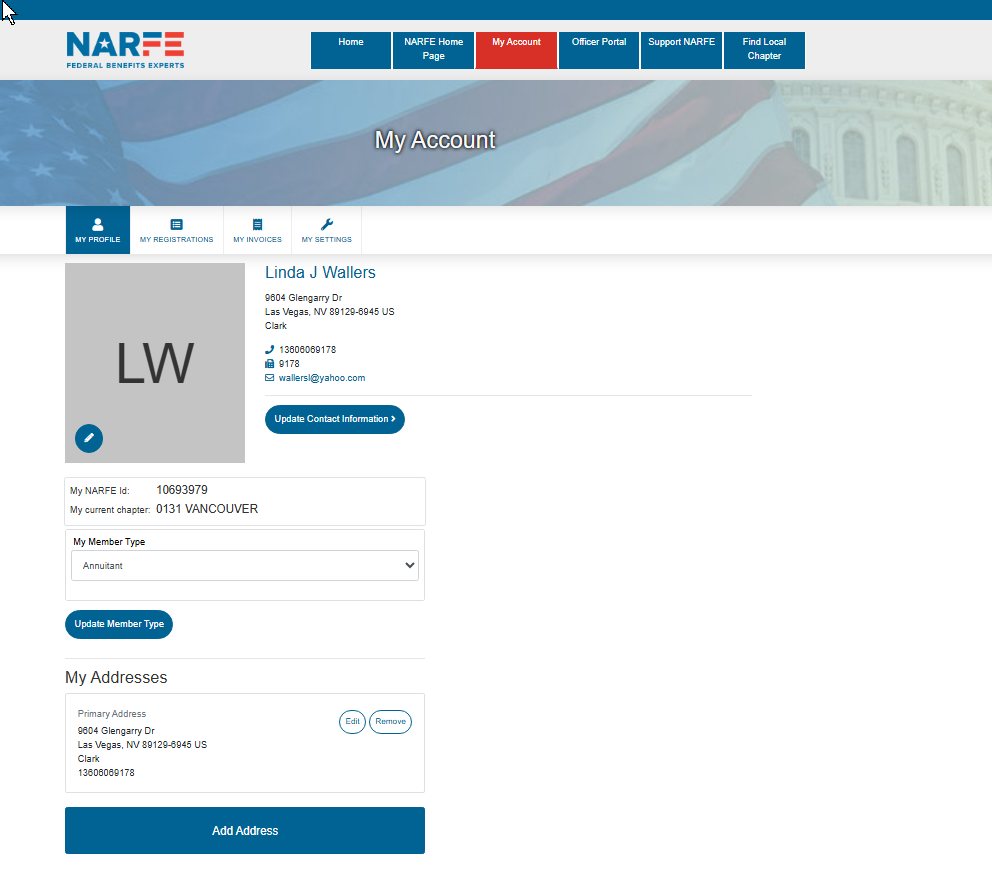 NARFE
FEDERAL BENEFITS EXPERTS
Home
NARFE Home
Page
My Account
Officer Portal
Support NARFE
Find Local
Chapter
My Account
MY PROFILE
MY REGISTRATIONS
MY INVOICES
MY SETTINGS
LW
Linda J Wallers
9604 Glengarry Dr
Las Vegas, NV 89129-6945 US
Clark
13606069178
9178
wallersl@yahoo.com
Update Contact Information
My NARFE Id: 10693979
My current chapter: 0131 VANCOUVER
My Member Type
Annuitant
Update Member Type
My Addresses
Primary Address
Edit Remove
9604 Glengarry Dr
Las Vegas, NV 89129-6945 US
Clark
13606069178
Add Address